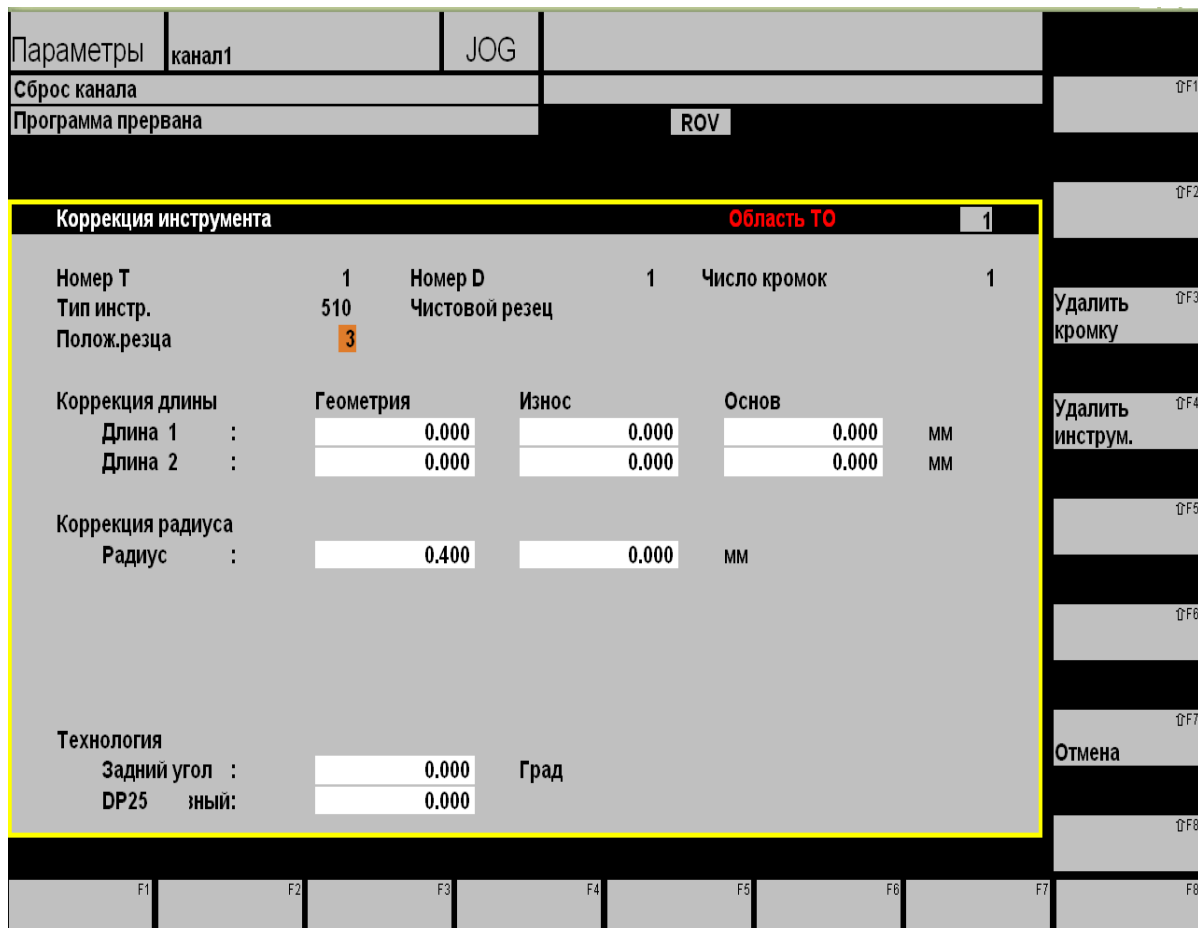 Параметры канал1 JOG
Сброс канала
⇧F1
Программа прервана ROV
⇧F2
Коррекция инструмента Область ТО 1
Номер T 1 Номер D 1 Число кромок 1
Тип инстр. 510 Чистовой резец
Удалить ⇧F3
кромку
Полож.резца 3
Коррекция длины Геометрия Износ Основ
Удалить ⇧F4
инструм.
Длина 1 : 0.000 0.000 0.000 мм
Длина 2 : 0.000 0.000 0.000 мм
⇧F5
Коррекция радиуса
Радиус : 0.400 0.000 мм
⇧F6
⇧F7
Отмена
Технология
Задний угол : 0.000 Град
DP25 зный: 0.000
⇧F8
F1 F2 F3 F4 F5 F6 F7 F8